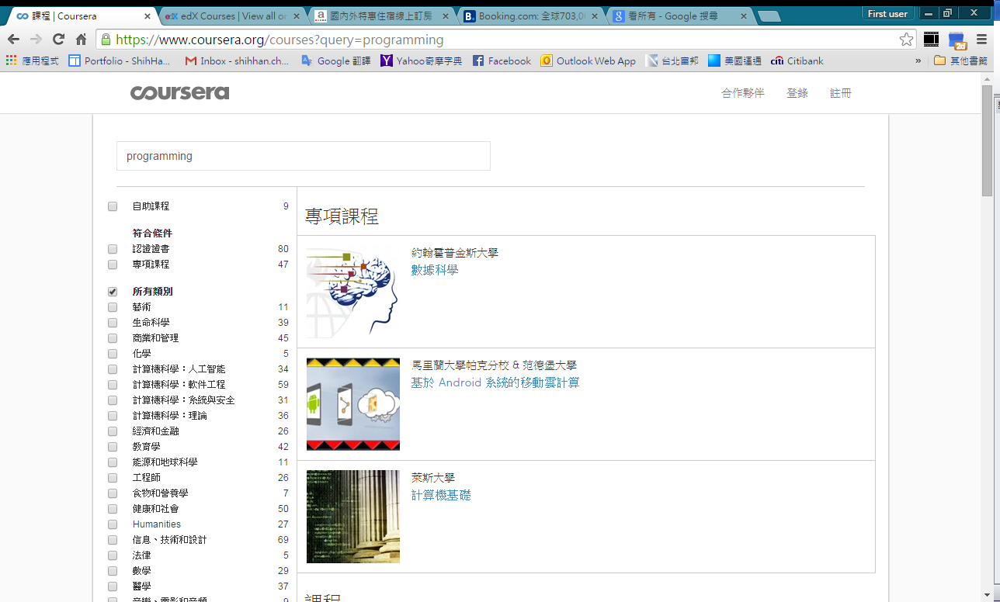 課程 | Coursera
edX Courses | View all or
國內外特惠住宿線上訂房
Booking.com: 全球703,0
看所有 - Google 搜尋
First user
https://www.coursera.org/courses?query=programming
應用程式
Portfolio - ShihHa...
Inbox - shihhan.ch...
Google 翻譯
Yahoo奇摩字典
Facebook
Outlook Web App
台北富邦
美國運通
citi Citibank
»
其他書籤
coursera
合作夥伴
登錄
註冊
programming
自助課程 9
符合條件
認證證書 80
專項課程 47
所有類別
藝術 11
生命科學 39
商業和管理 45
化學 5
計算機科學：人工智能 34
計算機科學：軟件工程 59
計算機科學：系統與安全 31
計算機科學：理論 36
經濟和金融 26
教育學 42
能源和地球科學 11
工程師 26
食物和營養學 7
健康和社會 50
Humanities 27
信息、技術和設計 69
法律 5
數學 29
醫學 37
音樂、電影和音頻 9
專項課程
約翰霍普金斯大學
數據科學
馬里蘭大學帕克分校 & 范德堡大學
基於 Android 系統的移動雲計算
萊斯大學
計算機基礎
課程